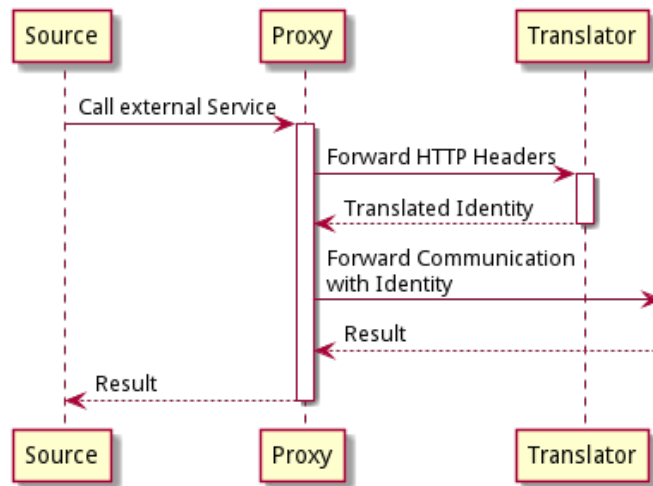 Source
Proxy
Translator
Call external Service
Forward HTTP Headers
Translated Identity
Forward Communication
with Identity
Result
Result
Source
Proxy
Translator